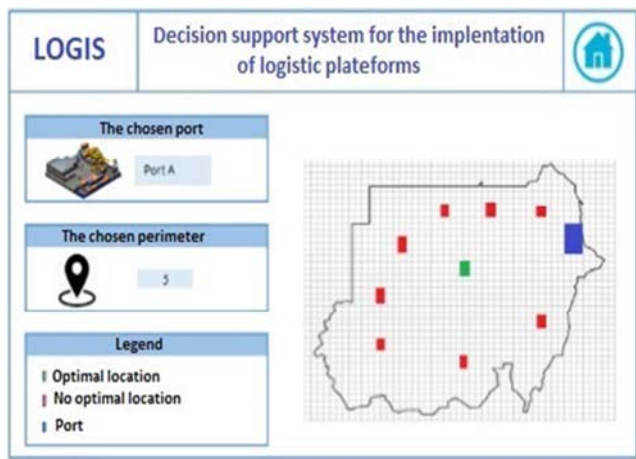 LOGIS
Decision support system for the implentation
of logistic plateforms
The chosen port
Port A
The chosen perimeter
5
Legend
Optimal location
No optimal location
Port